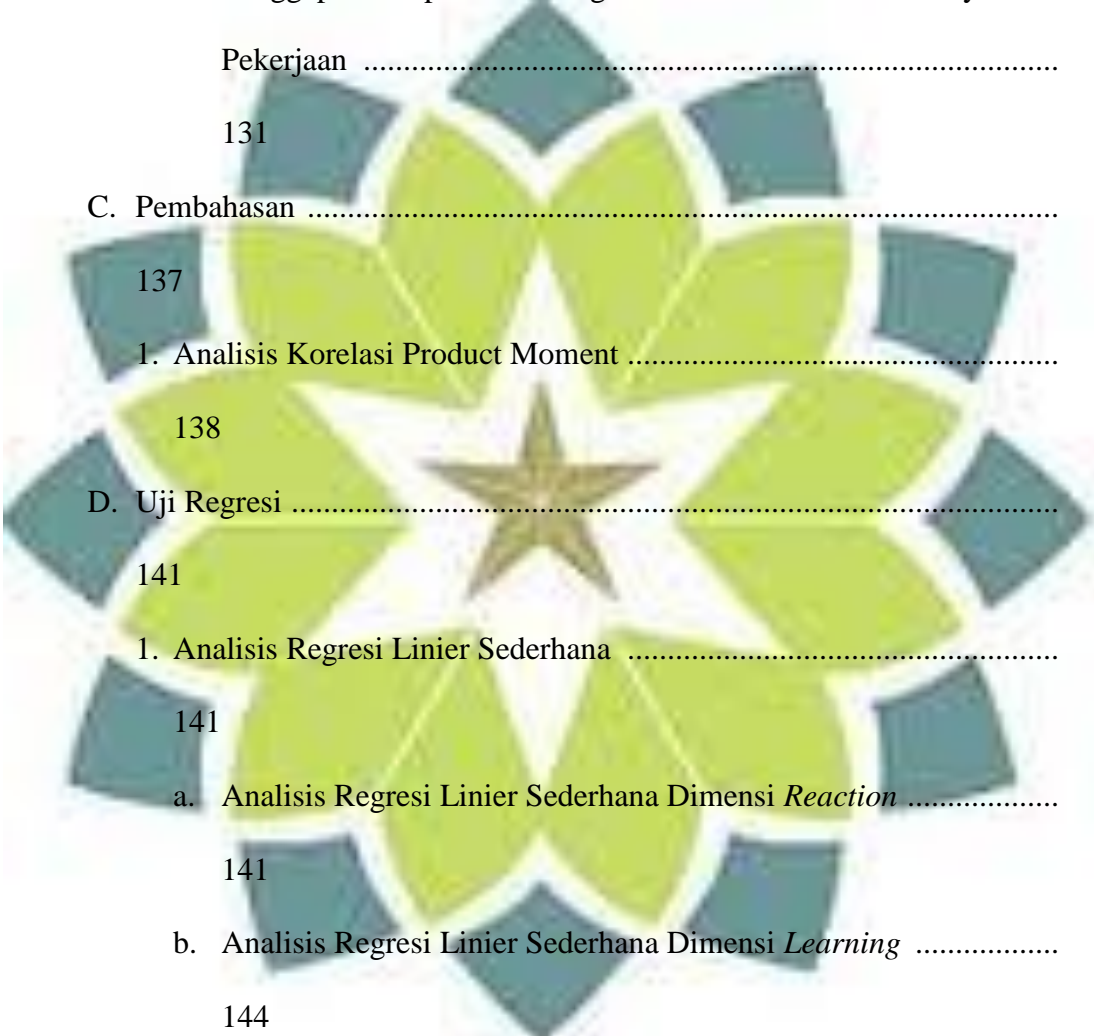 Pekerjaan ..............................................................................
131
C. Pembahasan ....................................................................................
137
1. Analisis Korelasi Product Moment ................................................
138
D. Uji Regresi ......................................................................................
141
1. Analisis Regresi Linier Sederhana ................................................
141
a. Analisis Regresi Linier Sederhana Dimensi Reaction .................
141
b. Analisis Regresi Linier Sederhana Dimensi Learning ................
144